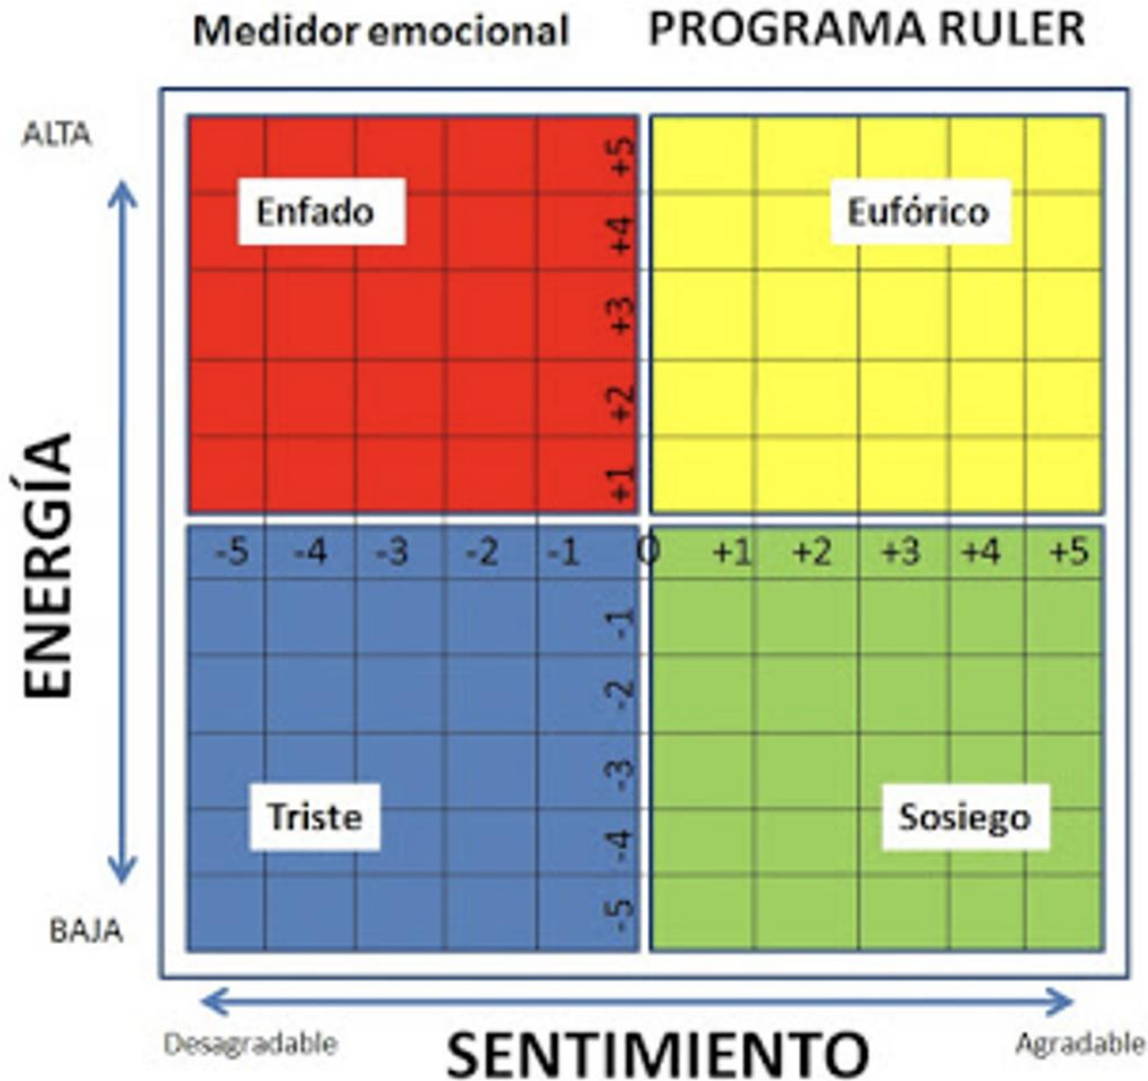 Medidor emocional PROGRAMA RULER
ALTA
+5
Enfado Eufórico
+4
+3
+2
+1
ENERGÍA
-5 -4 -3 -2 -1 0 +1 +2 +3 +4 +5
-1
-2
-3
Triste Sosiego
-4
-5
BAJA
Desagradable SENTIMIENTO Agradable